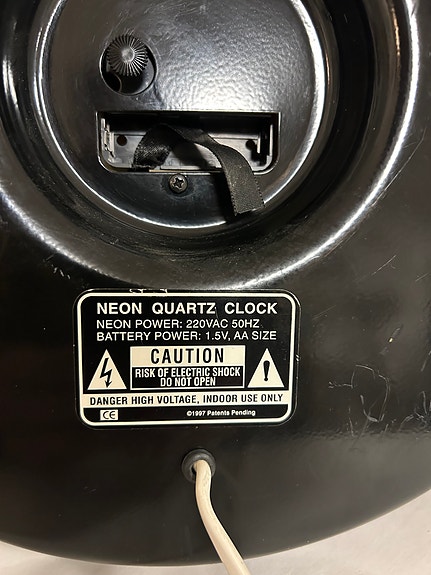 NEON QUARTZ CLOCK
NEON POWER: 220VAC 50HZ
BATTERY POWER: 1.5V, AA SIZE
CAUTION
RISK OF ELECTRIC SHOCK
DO NOT OPEN
DANGER HIGH VOLTAGE, INDOOR USE ONLY
CE ©1997 Patents Pending